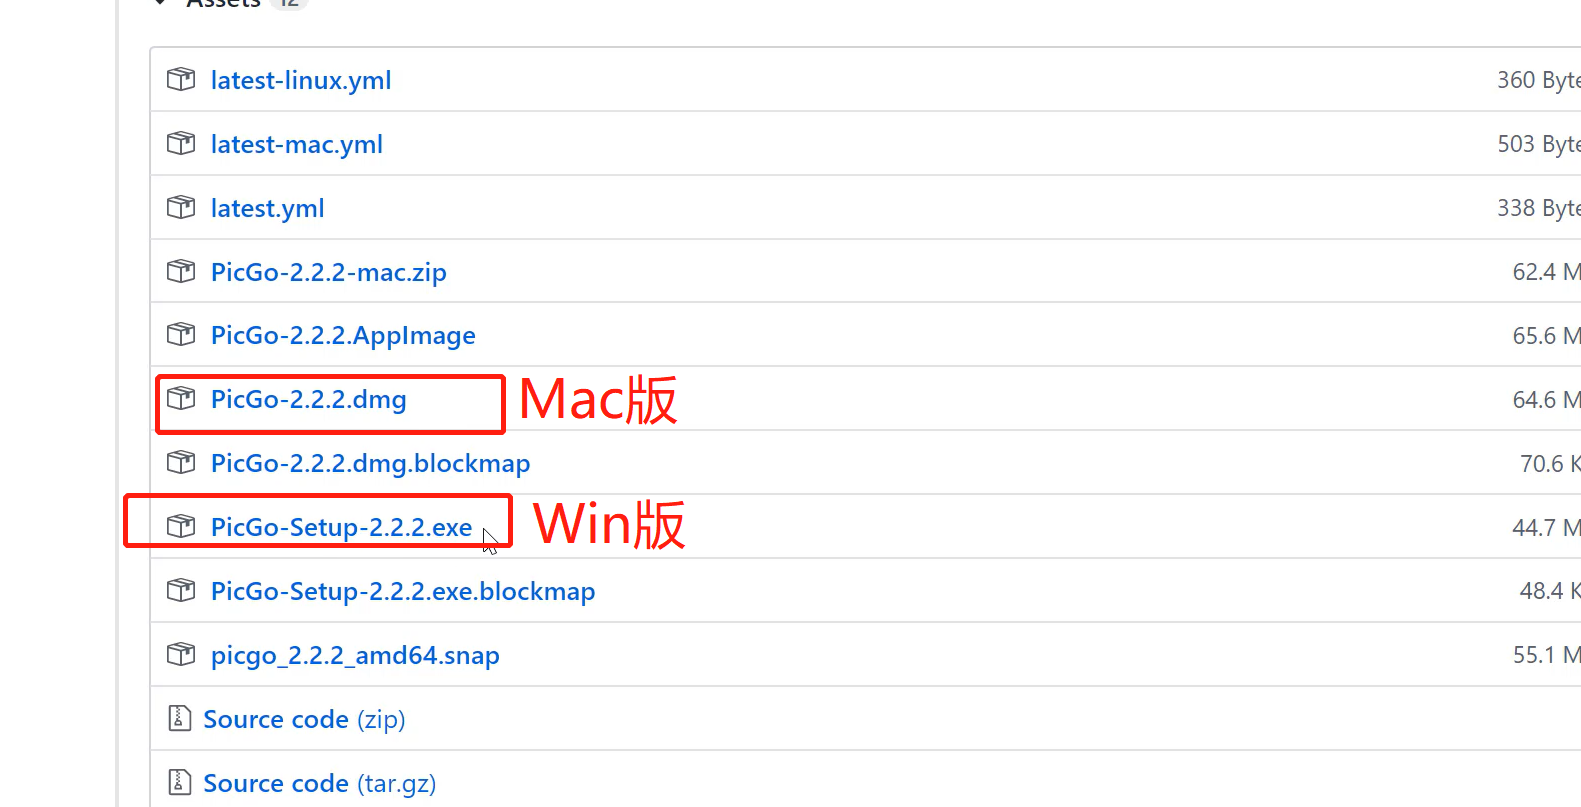 Assets 12
latest-linux.yml 360 Byte
latest-mac.yml 503 Byte
latest.yml 338 Byte
PicGo-2.2.2-mac.zip 62.4 M
PicGo-2.2.2.AppImage 65.6 M
PicGo-2.2.2.dmg Mac版 64.6 M
PicGo-2.2.2.dmg.blockmap 70.6 K
PicGo-Setup-2.2.2.exe Win版 44.7 M
PicGo-Setup-2.2.2.exe.blockmap 48.4 K
picgo_2.2.2_amd64.snap 55.1 M
Source code (zip)
Source code (tar.gz)